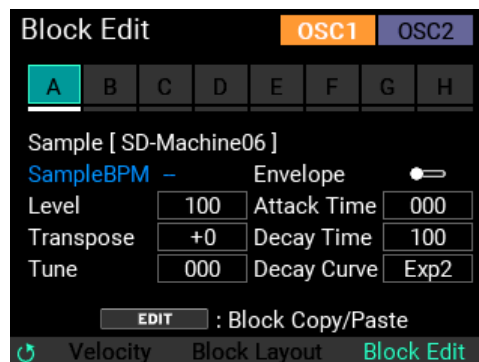 Block Edit OSC1 OSC2
A B C D E F G H
Sample [ SD-Machine06 ]
SampleBPM -- Envelope
Level 100 Attack Time 000
Transpose +0 Decay Time 100
Tune 000 Decay Curve Exp2
EDIT : Block Copy/Paste
Velocity Block Layout Block Edit